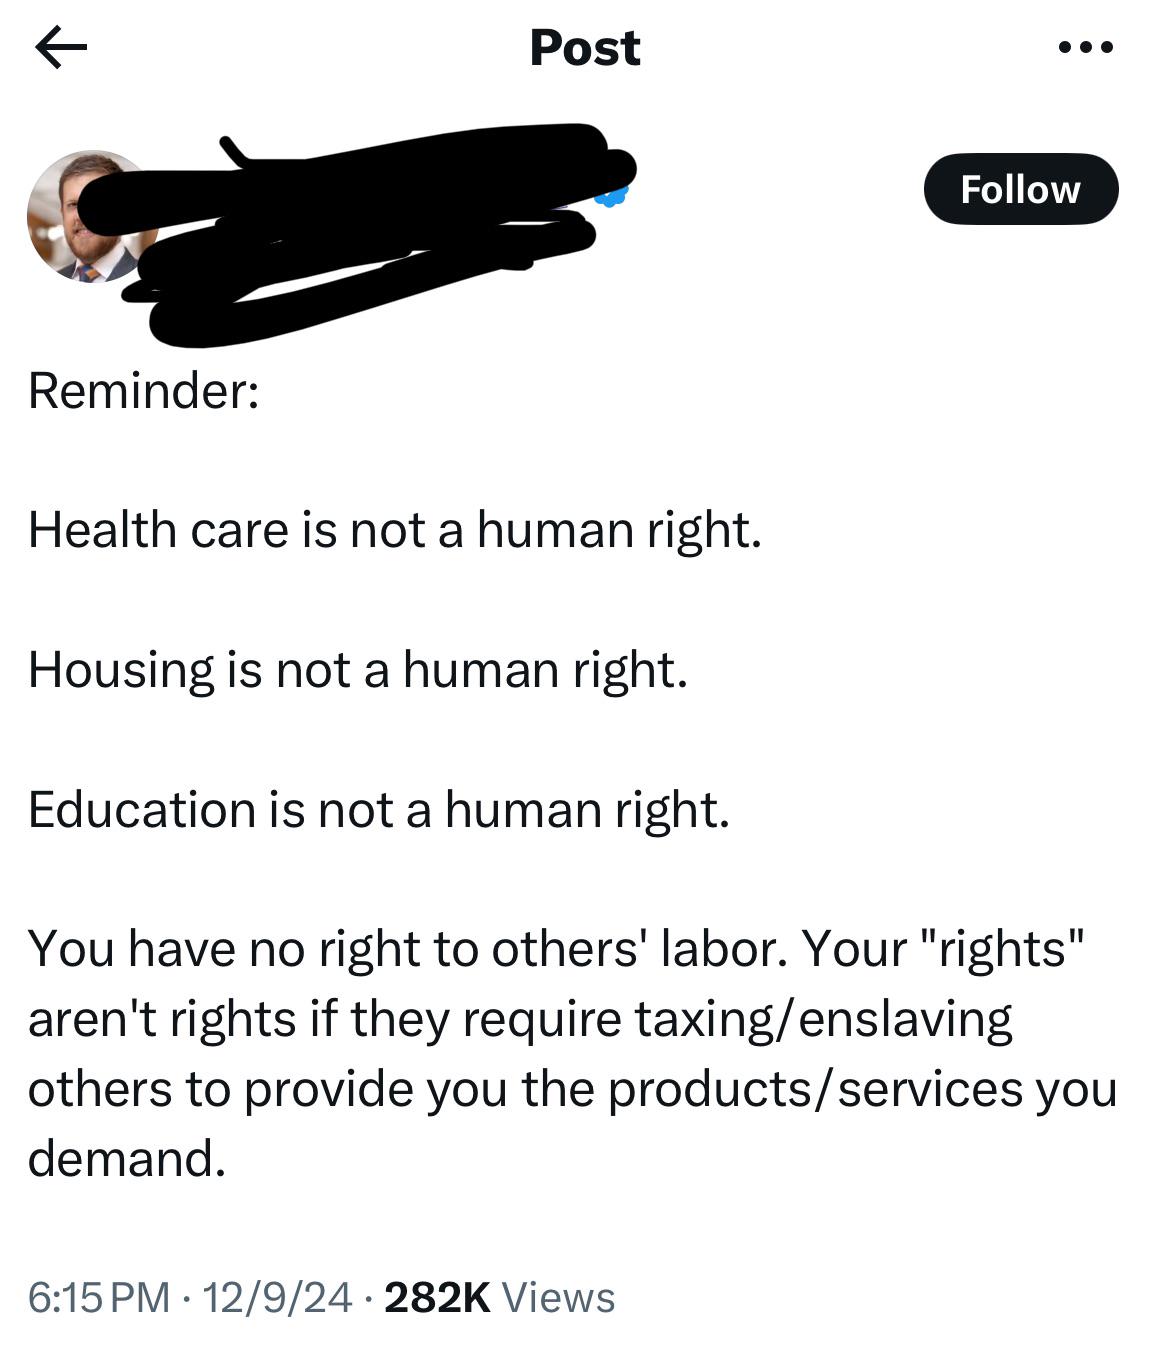 Post
Follow
Reminder:
Health care is not a human right.
Housing is not a human right.
Education is not a human right.
You have no right to others' labor. Your "rights"
aren't rights if they require taxing/enslaving
others to provide you the products/services you
demand.
6:15 PM · 12/9/24 · 282K Views